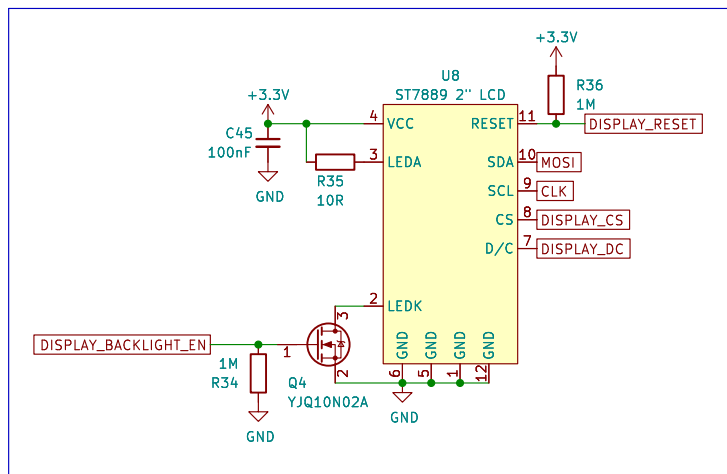 +3.3V
U8
ST7889 2" LCD
R36
1M
+3.3V
C45
100nF
GND
R35
10R
4
VCC
3
LEDA
2
LEDK
RESET
11
DISPLAY_RESET
SDA
10
MOSI
SCL
9
CLK
CS
8
DISPLAY_CS
D/C
7
DISPLAY_DC
GND
GND
GND
GND
6
5
1
12
DISPLAY_BACKLIGHT_EN
1M
R34
GND
1
3
2
Q4
YJQ10N02A
GND